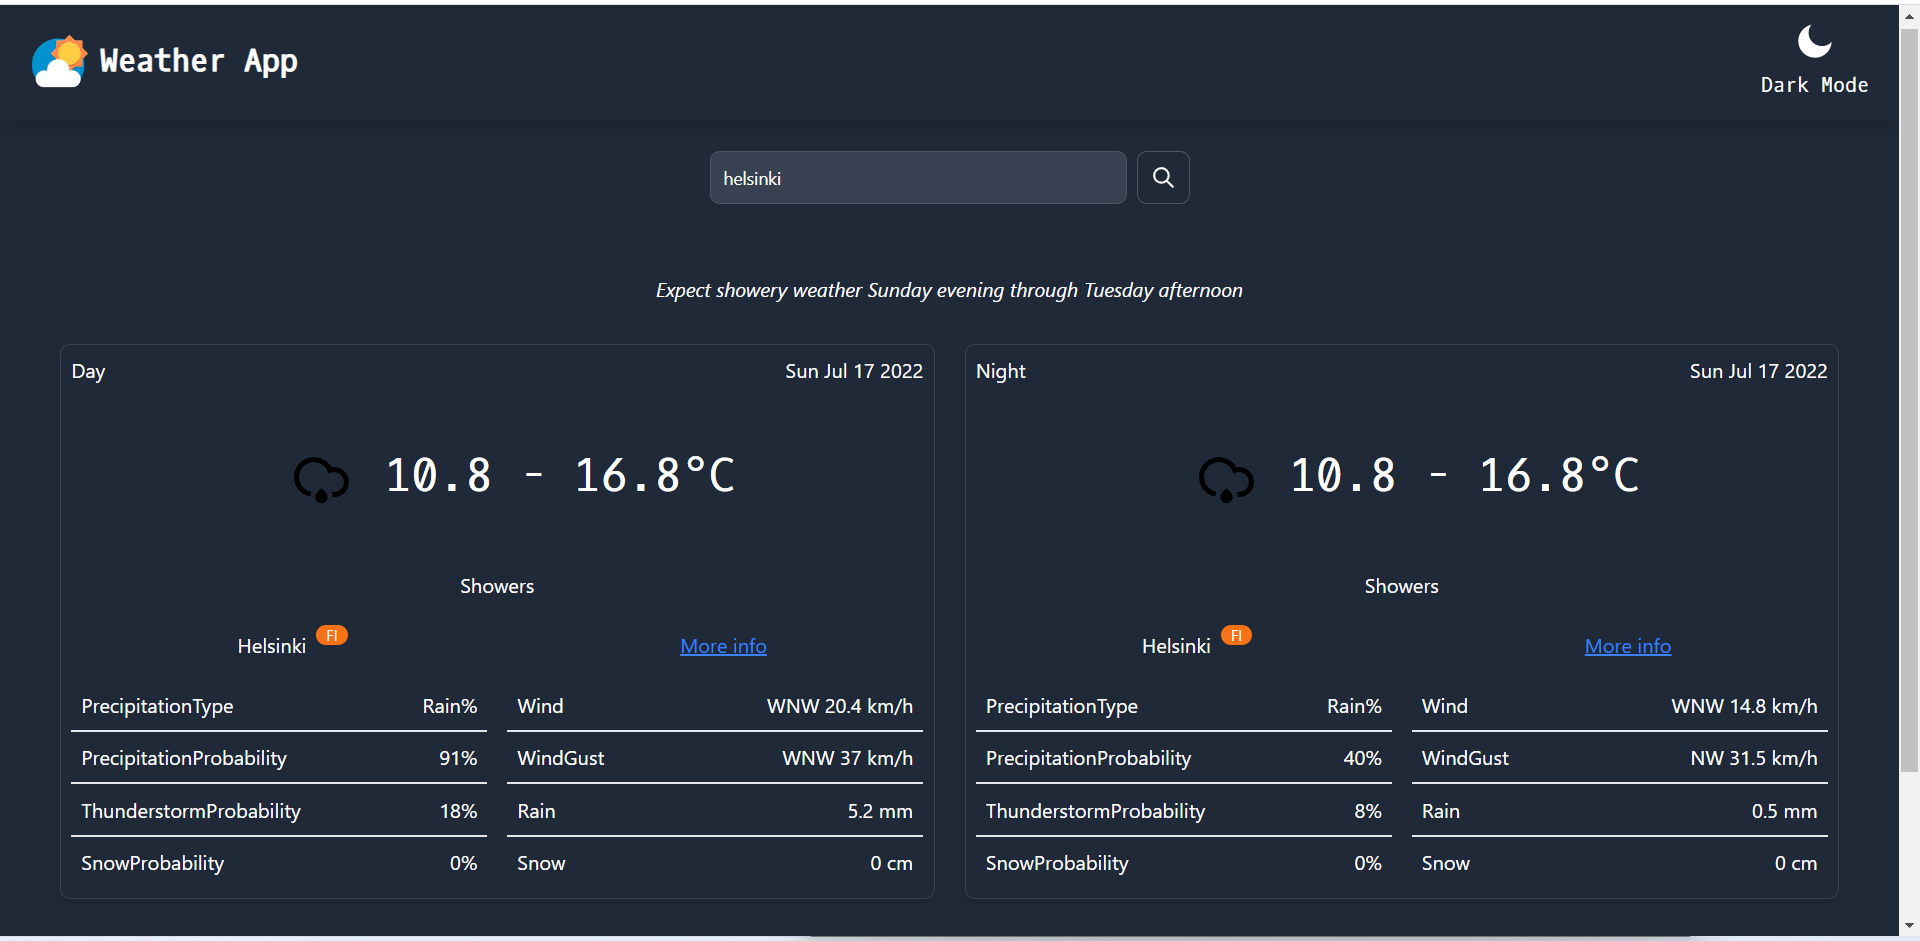 Weather App
Dark Mode
helsinki
Expect showery weather Sunday evening through Tuesday afternoon
Day Sun Jul 17 2022
10.8 - 16.8°C
Showers
Helsinki FI More info
PrecipitationType Rain% Wind WNW 20.4 km/h
PrecipitationProbability 91% WindGust WNW 37 km/h
ThunderstormProbability 18% Rain 5.2 mm
SnowProbability 0% Snow 0 cm
Night Sun Jul 17 2022
10.8 - 16.8°C
Showers
Helsinki FI More info
PrecipitationType Rain% Wind WNW 14.8 km/h
PrecipitationProbability 40% WindGust NW 31.5 km/h
ThunderstormProbability 8% Rain 0.5 mm
SnowProbability 0% Snow 0 cm